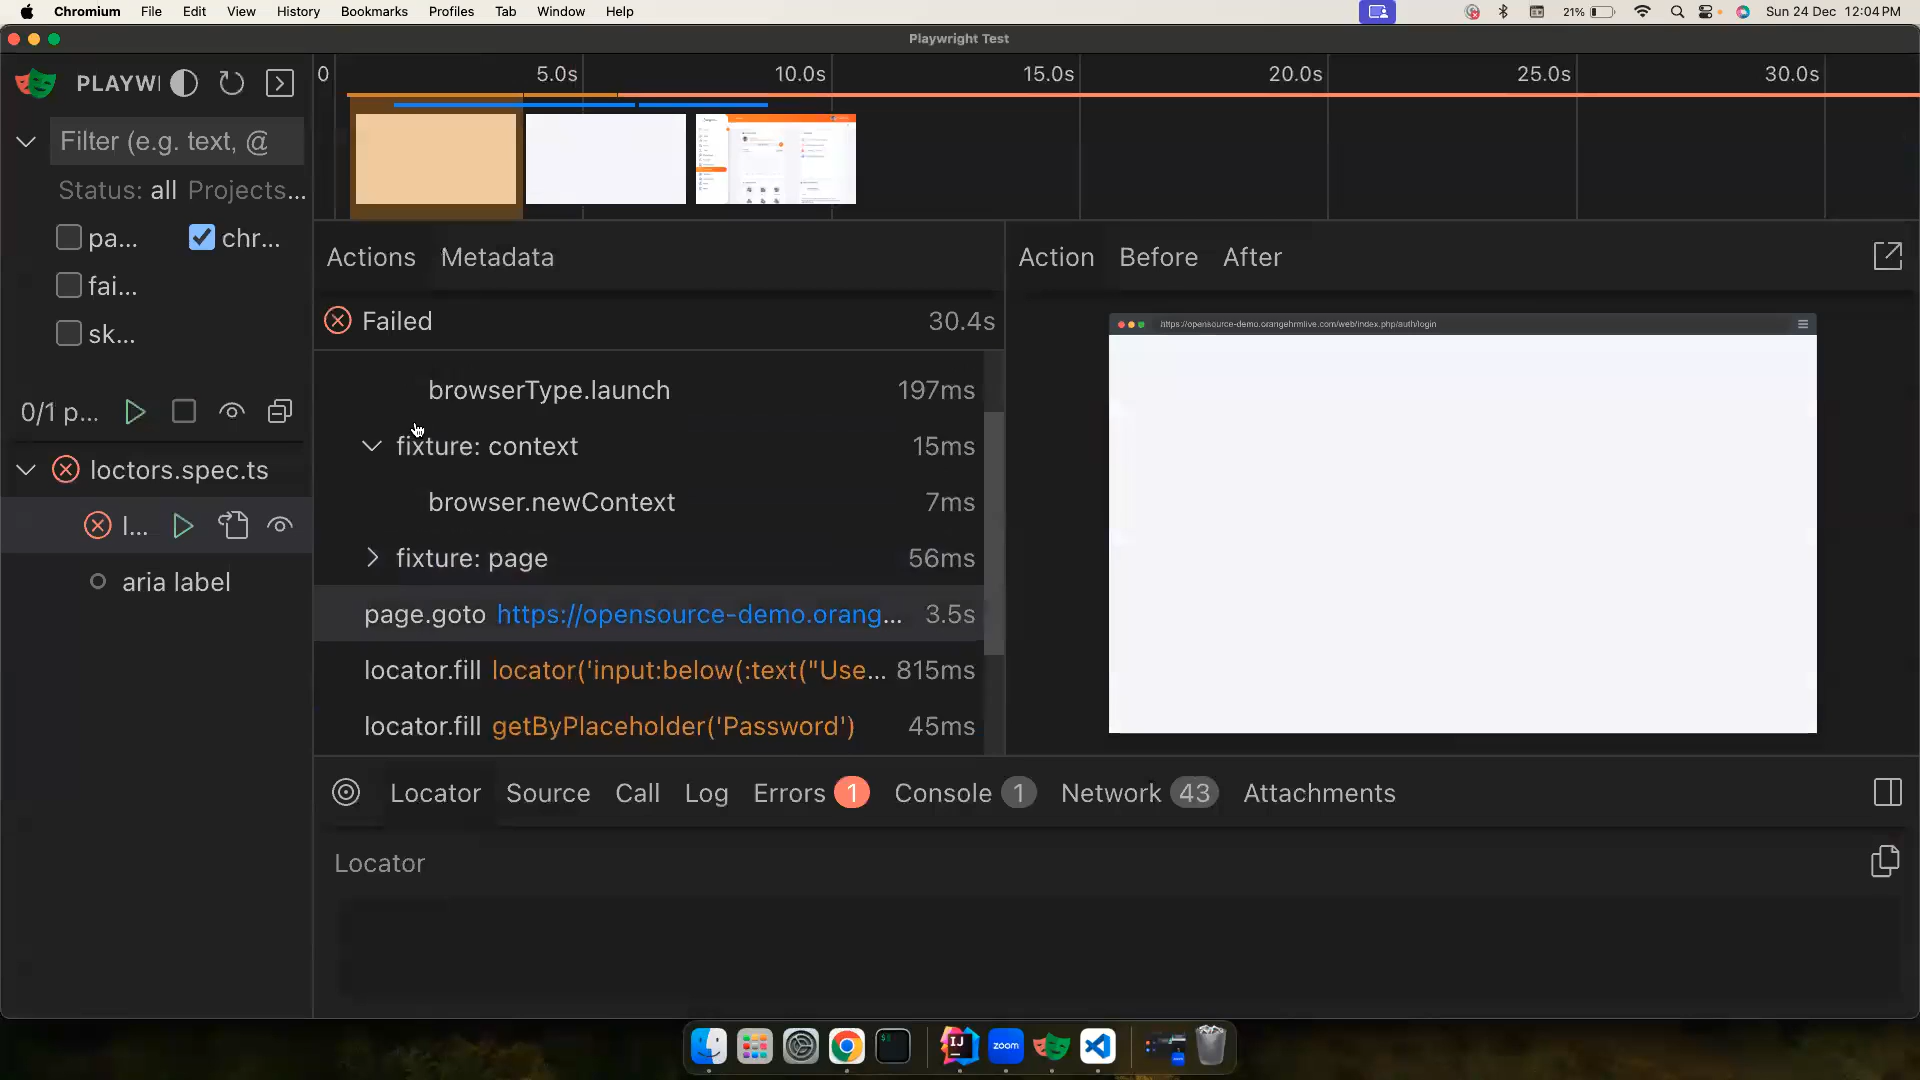 Chromium File Edit View History Bookmarks Profiles Tab Window Help 21% Sun 24 Dec 12:04 PM
Playwright Test
PLAYWI
0 5.0s 10.0s 15.0s 20.0s 25.0s 30.0s
Filter (e.g. text, @
Status: all Projects...
pa... chr...
fai...
sk...
0/1 p...
loctors.spec.ts
l...
aria label
Actions Metadata
Failed 30.4s
browserType.launch 197ms
fixture: context 15ms
browser.newContext 7ms
fixture: page 56ms
page.goto https://opensource-demo.orang... 3.5s
locator.fill locator('input:below(:text("Use... 815ms
locator.fill getByPlaceholder('Password') 45ms
Action Before After
https://opensource-demo.orangehrmlive.com/web/index.php/auth/login
Locator Source Call Log Errors 1 Console 1 Network 43 Attachments
Locator
IJ
zoom